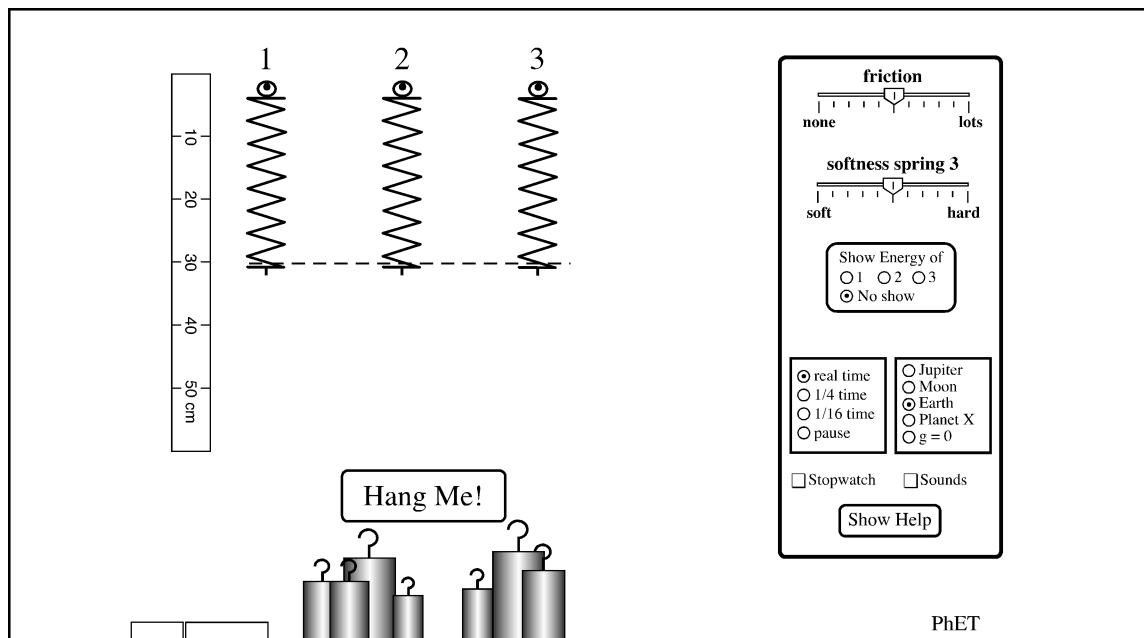 1 2 3
10
20
30
40
50 cm
Hang Me!
friction
none lots
softness spring 3
soft hard
Show Energy of
1 2 3
No show
real time
1/4 time
1/16 time
pause
Jupiter
Moon
Earth
Planet X
g = 0
Stopwatch Sounds
Show Help
PhET